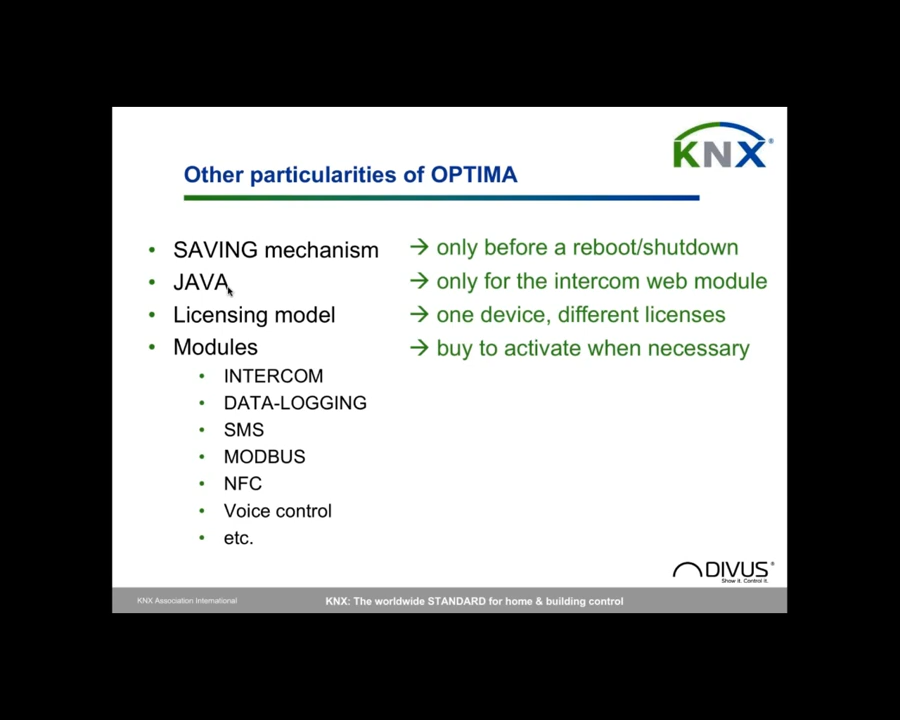 KNX®
Other particularities of OPTIMA
• SAVING mechanism → only before a reboot/shutdown
• JAVA → only for the intercom web module
• Licensing model → one device, different licenses
• Modules → buy to activate when necessary
• INTERCOM
• DATA-LOGGING
• SMS
• MODBUS
• NFC
• Voice control
• etc.
DIVUS®
Show it. Control it.
KNX Association International KNX: The worldwide STANDARD for home & building control